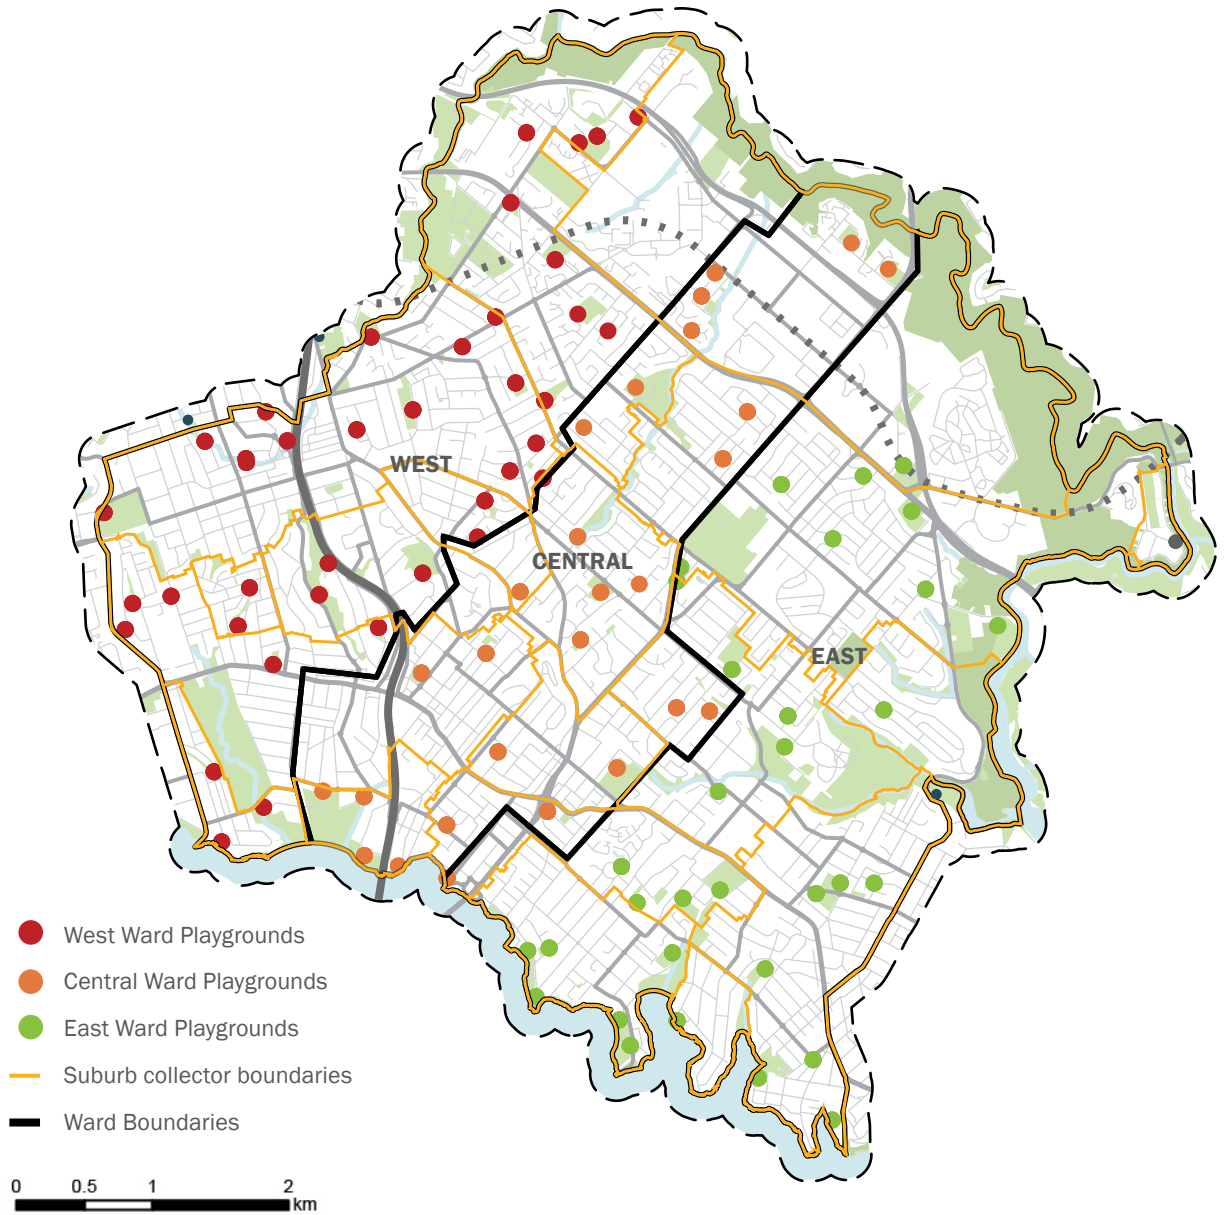 WEST
CENTRAL
EAST
West Ward Playgrounds
Central Ward Playgrounds
East Ward Playgrounds
Suburb collector boundaries
Ward Boundaries
0 0.5 1 2
km